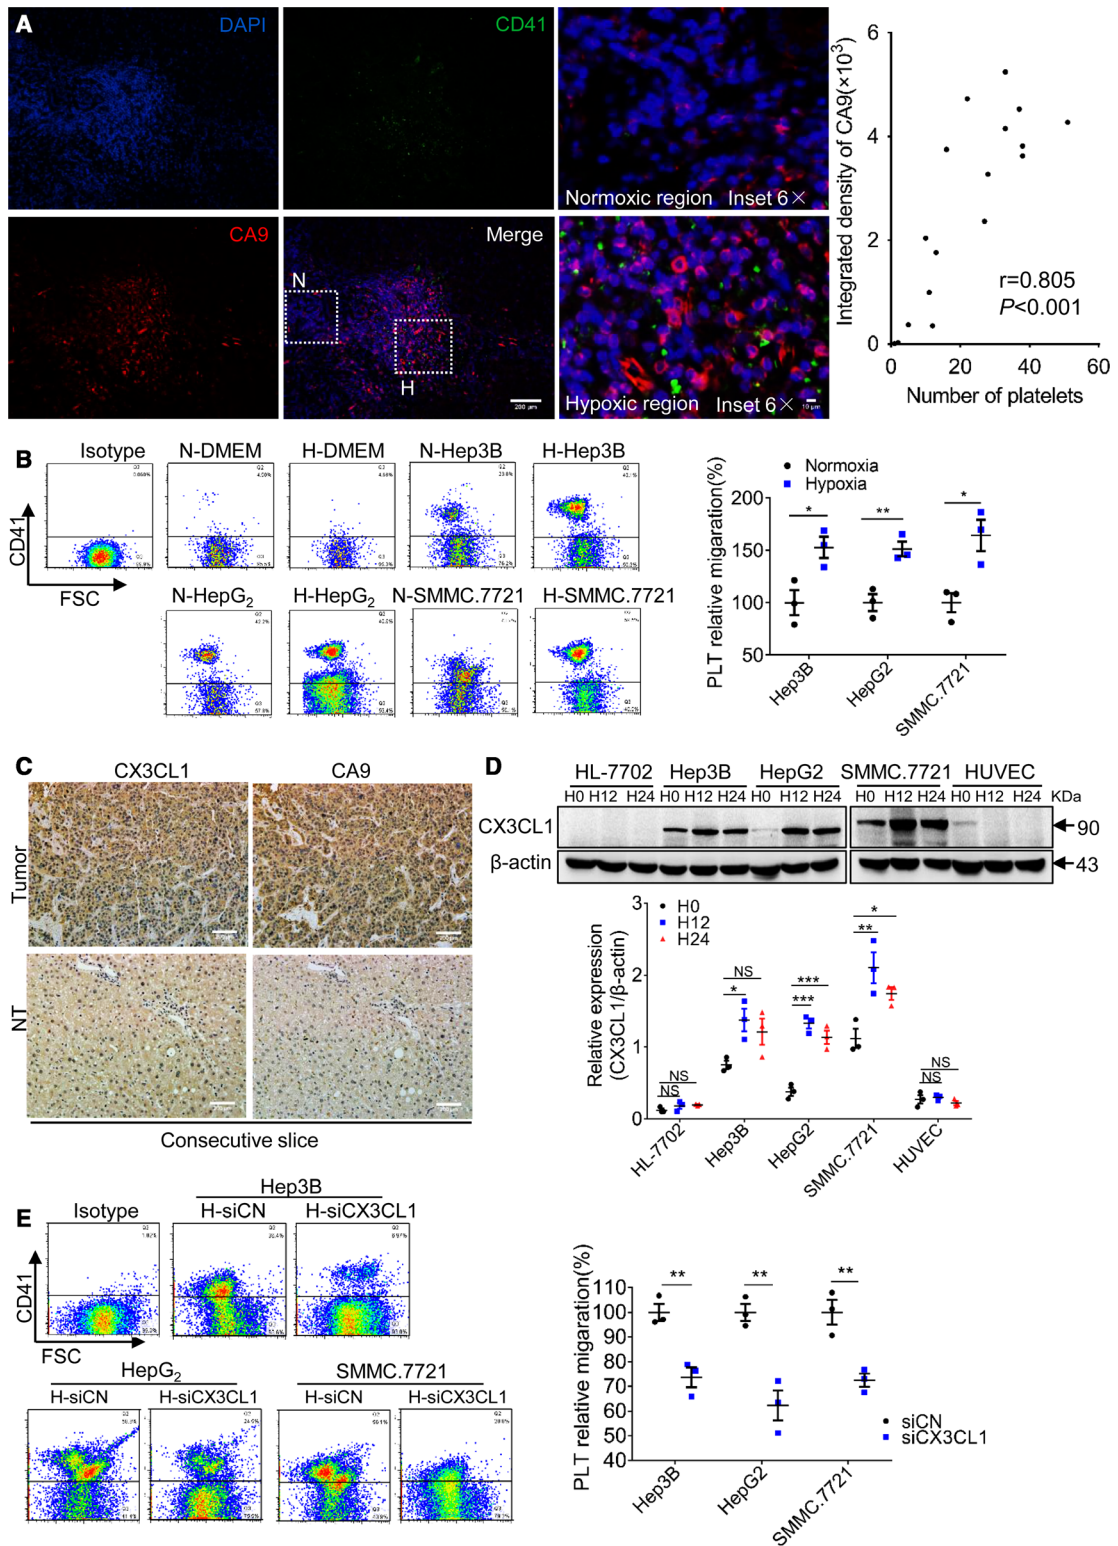 A
DAPI
CD41
Normoxic region Inset 6×
CA9
Merge
N
H
200 μm
Hypoxic region Inset 6×
10 μm
Integrated density of CA9(×10³)
6
4
2
0
r=0.805
P<0.001
0 20 40 60
Number of platelets
B
Isotype N-DMEM H-DMEM N-Hep3B H-Hep3B
CD41
FSC
N-HepG₂ H-HepG₂ N-SMMC.7721 H-SMMC.7721
Normoxia
Hypoxia
PLT relative migaration(%)
200
150
100
50
* ** *
Hep3B HepG2 SMMC.7721
C
CX3CL1 CA9
Tumor
NT
Consecutive slice
D
HL-7702 Hep3B HepG2 SMMC.7721 HUVEC
H0 H12 H24 H0 H12 H24 H0 H12 H24 H0 H12 H24 H0 H12 H24 KDa
CX3CL1 90
β-actin 43
H0
H12
H24
Relative expression
(CX3CL1/β-actin)
3
2
1
0
NS
NS
NS
*
***
***
*
**
NS
NS
HL-7702 Hep3B HepG2 SMMC.7721 HUVEC
E
Hep3B
Isotype H-siCN H-siCX3CL1
CD41
FSC
HepG₂ SMMC.7721
H-siCN H-siCX3CL1 H-siCN H-siCX3CL1
PLT relative migaration(%)
110
100
90
80
70
60
50
40
** ** **
siCN
siCX3CL1
Hep3B HepG2 SMMC.7721